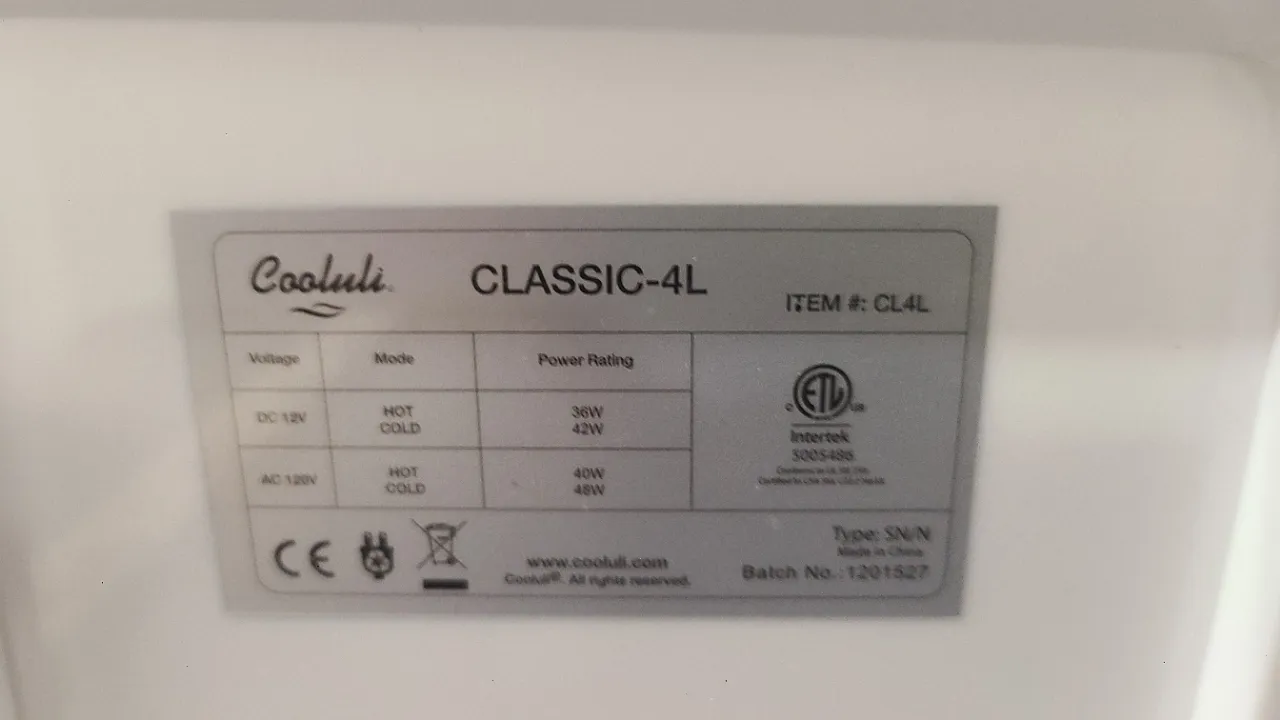 Cooluli
CLASSIC-4L
ITEM #: CL4L
Voltage Mode Power Rating
DC 12V HOT 36W
COLD 42W
AC 120V HOT 40W
COLD 48W
ETL
Intertek
5005486
CE
www.cooluli.com
Cooluli®. All rights reserved.
Type: SN/N
Made in China
Batch No.:1201527